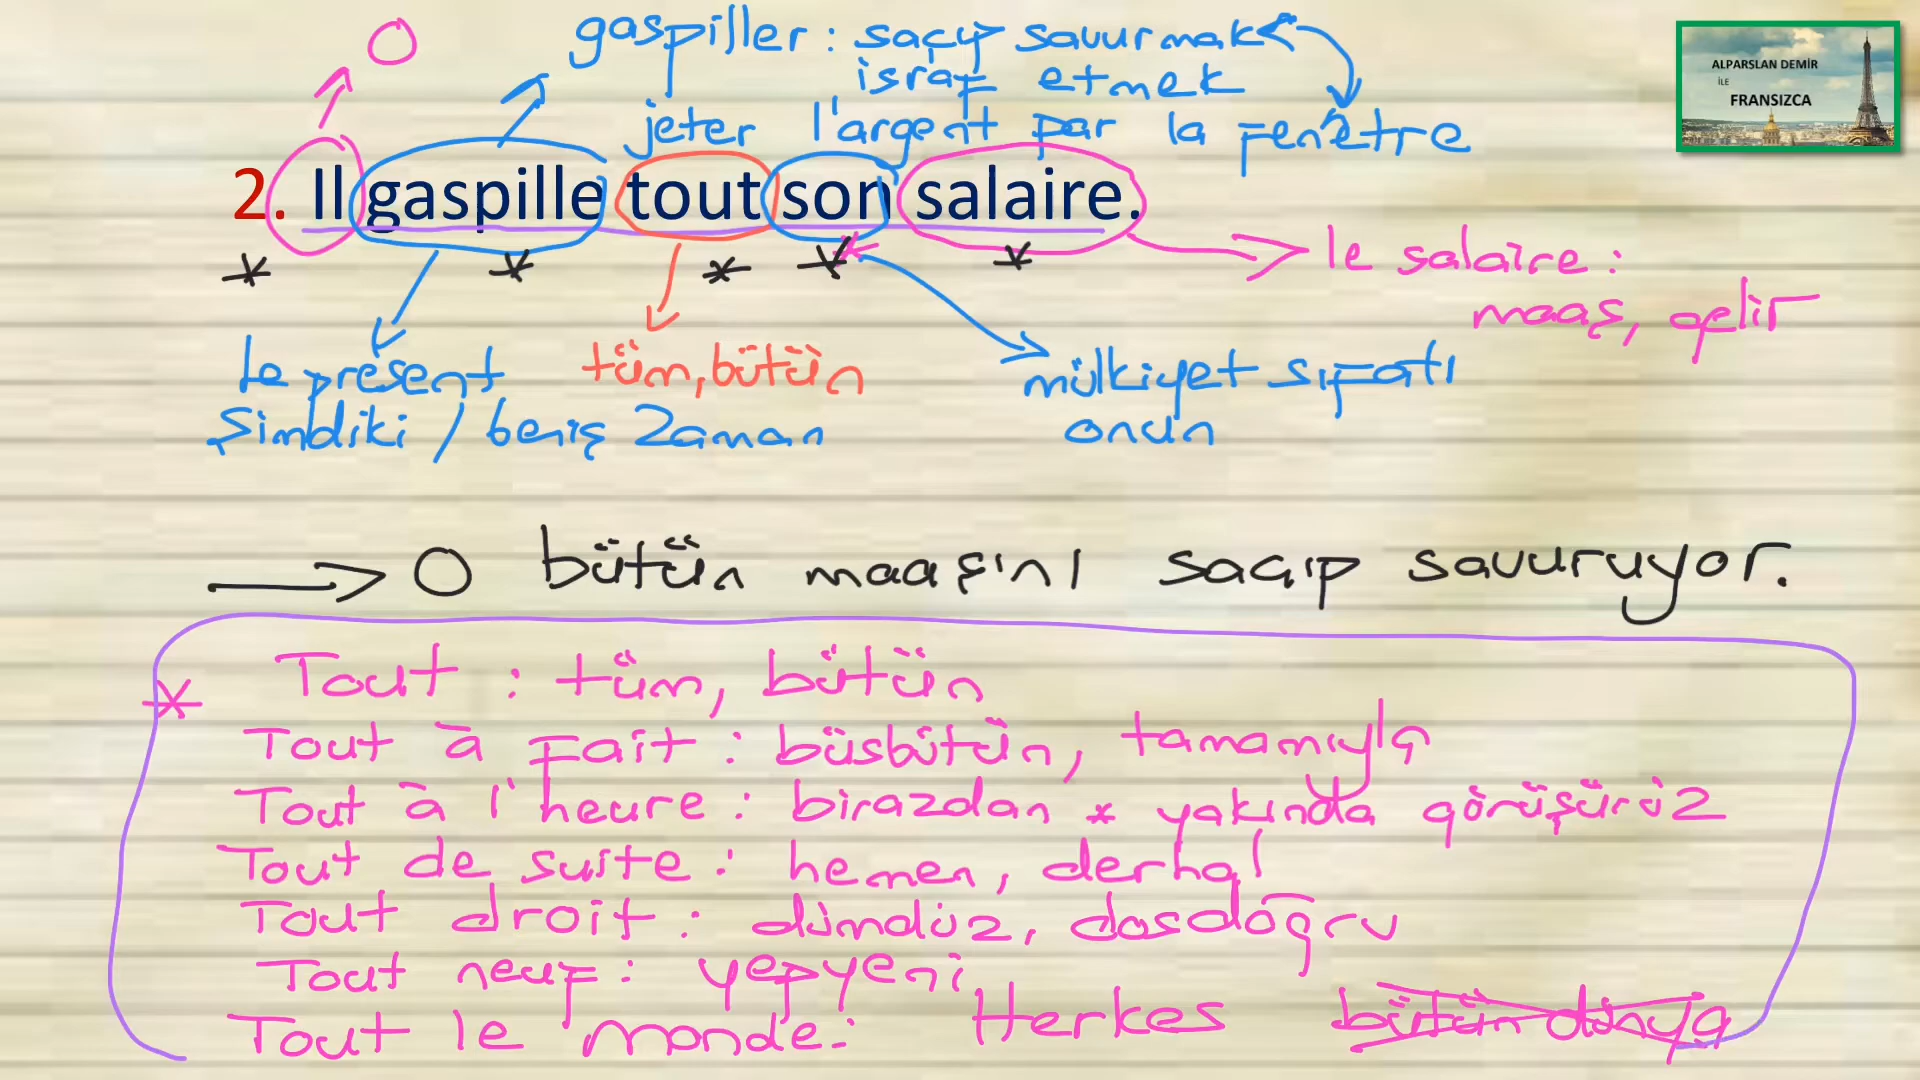 O
gaspiller : saçıp savurmak
israf etmek
jeter l'argent par la fenêtre
ALPARSLAN DEMİR
İLE
FRANSIZCA
2. Il gaspille tout son salaire.
le salaire :
maaş, gelir
Le présent
Şimdiki / Geniş Zaman
tüm, bütün
mülkiyet sıfatı
onun
O bütün maaşını saçıp savuruyor.
Tout : tüm, bütün
Tout à fait : büsbütün, tamamıyla
Tout à l'heure : birazdan * yakında görüşürüz
Tout de suite : hemen, derhal
Tout droit : dümdüz, dosdoğru
Tout neuf : yepyeni
Tout le monde : Herkes bütün dünya